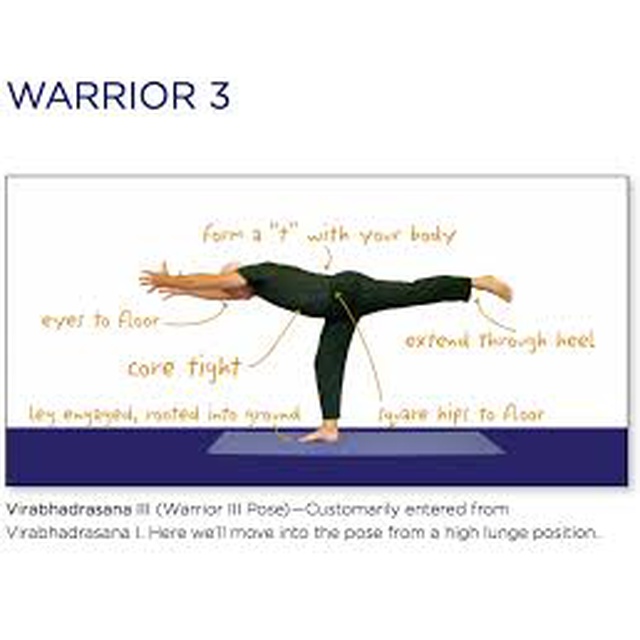 WARRIOR 3
form a "t" with your body
eyes to floor
extend through heel
core tight
leg engaged, rooted into ground
square hips to floor
Virabhadrasana III (Warrior III Pose)—Customarily entered from
Virabhadrasana I. Here we'll move into the pose from a high lunge position.